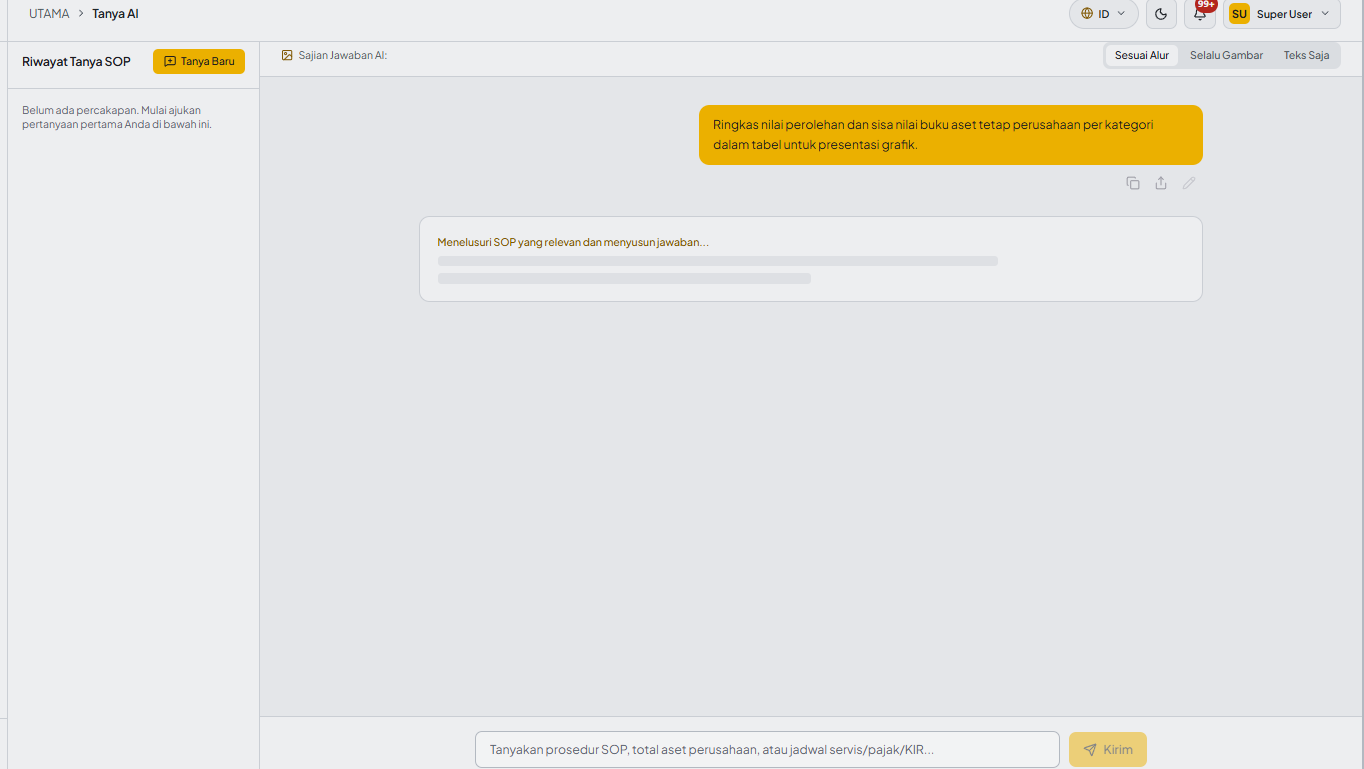 UTAMA > Tanya AI
ID
99+
SU Super User
Riwayat Tanya SOP
Tanya Baru
Sajian Jawaban AI:
Sesuai Alur Selalu Gambar Teks Saja
Belum ada percakapan. Mulai ajukan
pertanyaan pertama Anda di bawah ini.
Ringkas nilai perolehan dan sisa nilai buku aset tetap perusahaan per kategori
dalam tabel untuk presentasi grafik.
Menelusuri SOP yang relevan dan menyusun jawaban...
Tanyakan prosedur SOP, total aset perusahaan, atau jadwal servis/pajak/KIR...
Kirim